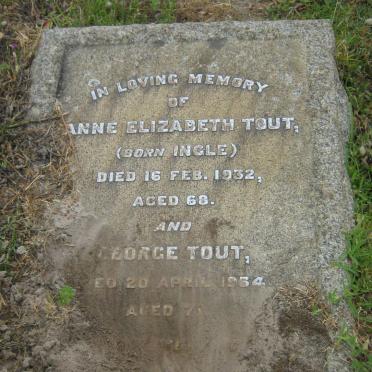 IN LOVING MEMORY
OF
ANNE ELIZABETH TOUT,
(BORN INGLE)
DIED 16 FEB. 1932,
AGED 68.
AND
GEORGE TOUT,
20 APRIL
AGED